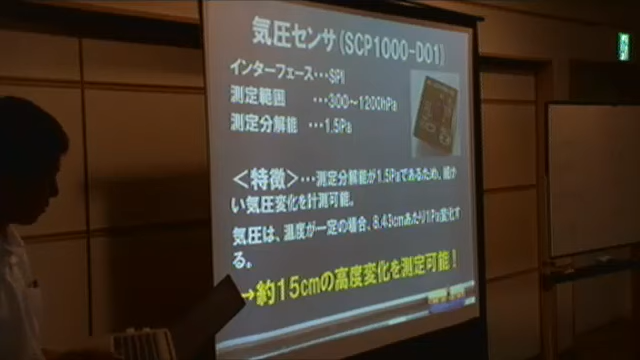 気圧センサ(SCP1000-D01)
インターフェース…SPI
測定範囲 …300~1200hPa
測定分解能 …1.5Pa
<特徴>…測定分解能が1.5Paであるため、細か
い気圧変化を計測可能。
気圧は、温度が一定の場合、8.43cmあたり1Pa変化す
る。
→約15cmの高度変化を測定可能!